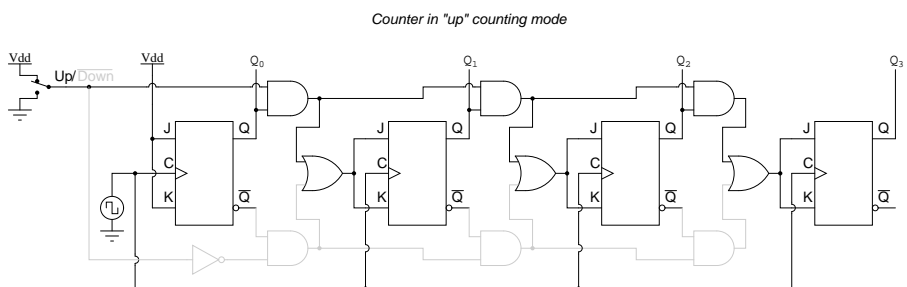 Counter in "up" counting mode
Vdd Vdd Q0 Q1 Q2 Q3
Up/Down
J Q J Q J Q J Q
C C C C
K Q K Q K Q K Q